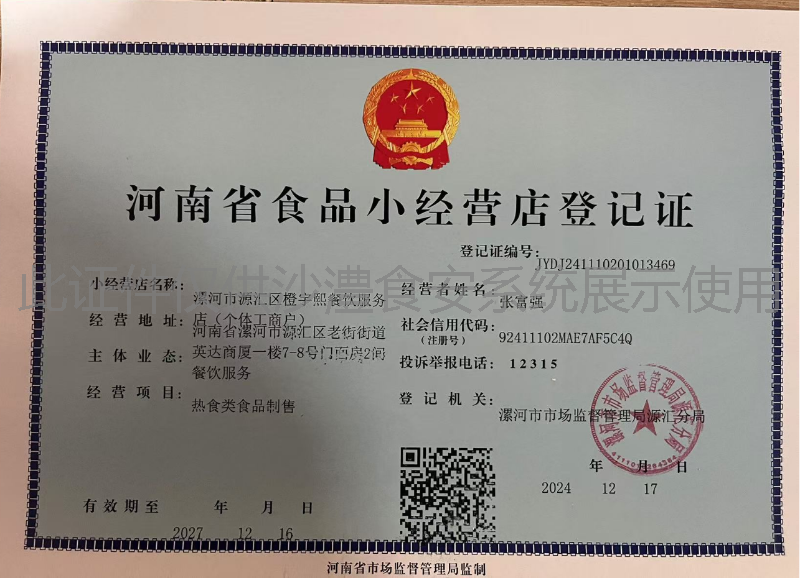 河南省食品小经营店登记证
登记证编号:
JYDJ241110201013469
小经营店名称:
漯河市源汇区橙宇熙餐饮服务
店（个体工商户）
经营者姓名:
张富强
经营地址:
河南省漯河市源汇区老街街道
英达商厦一楼7-8号门面房2间
社会信用代码:
（注册号）
92411102MAE7AF5C4Q
主体业态:
餐饮服务
投诉举报电话: 12315
经营项目:
热食类食品制售
登记机关:
漯河市市场监督管理局源汇分局
年 月 日
2024 12 17
有效期至 年 月 日
2027 12 16
河南省市场监督管理局监制
此证件仅供沙澧食安系统展示使用